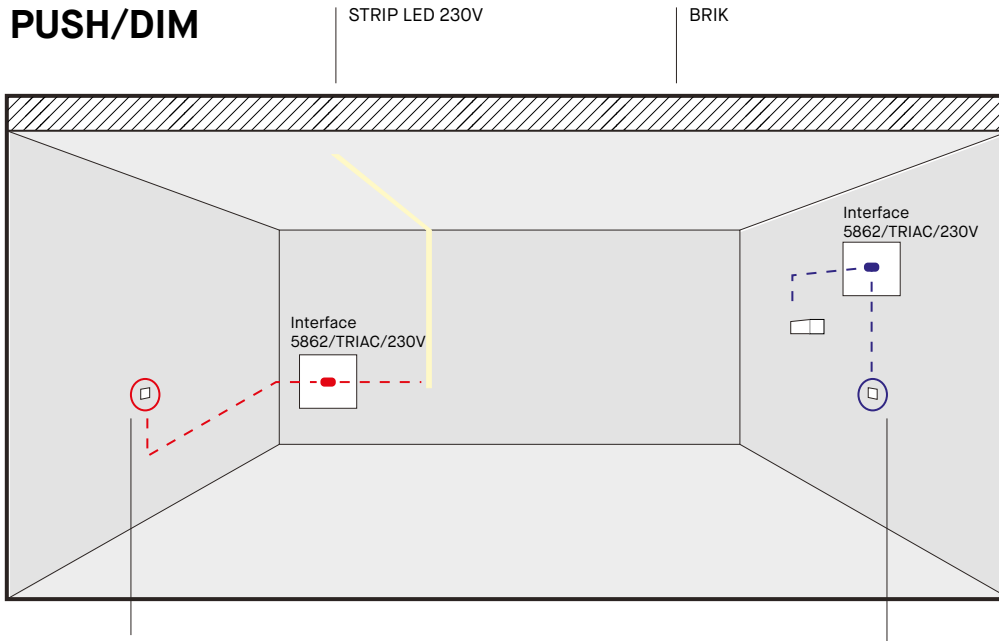 PUSH/DIM
STRIP LED 230V
BRIK
Interface
5862/TRIAC/230V
Interface
5862/TRIAC/230V